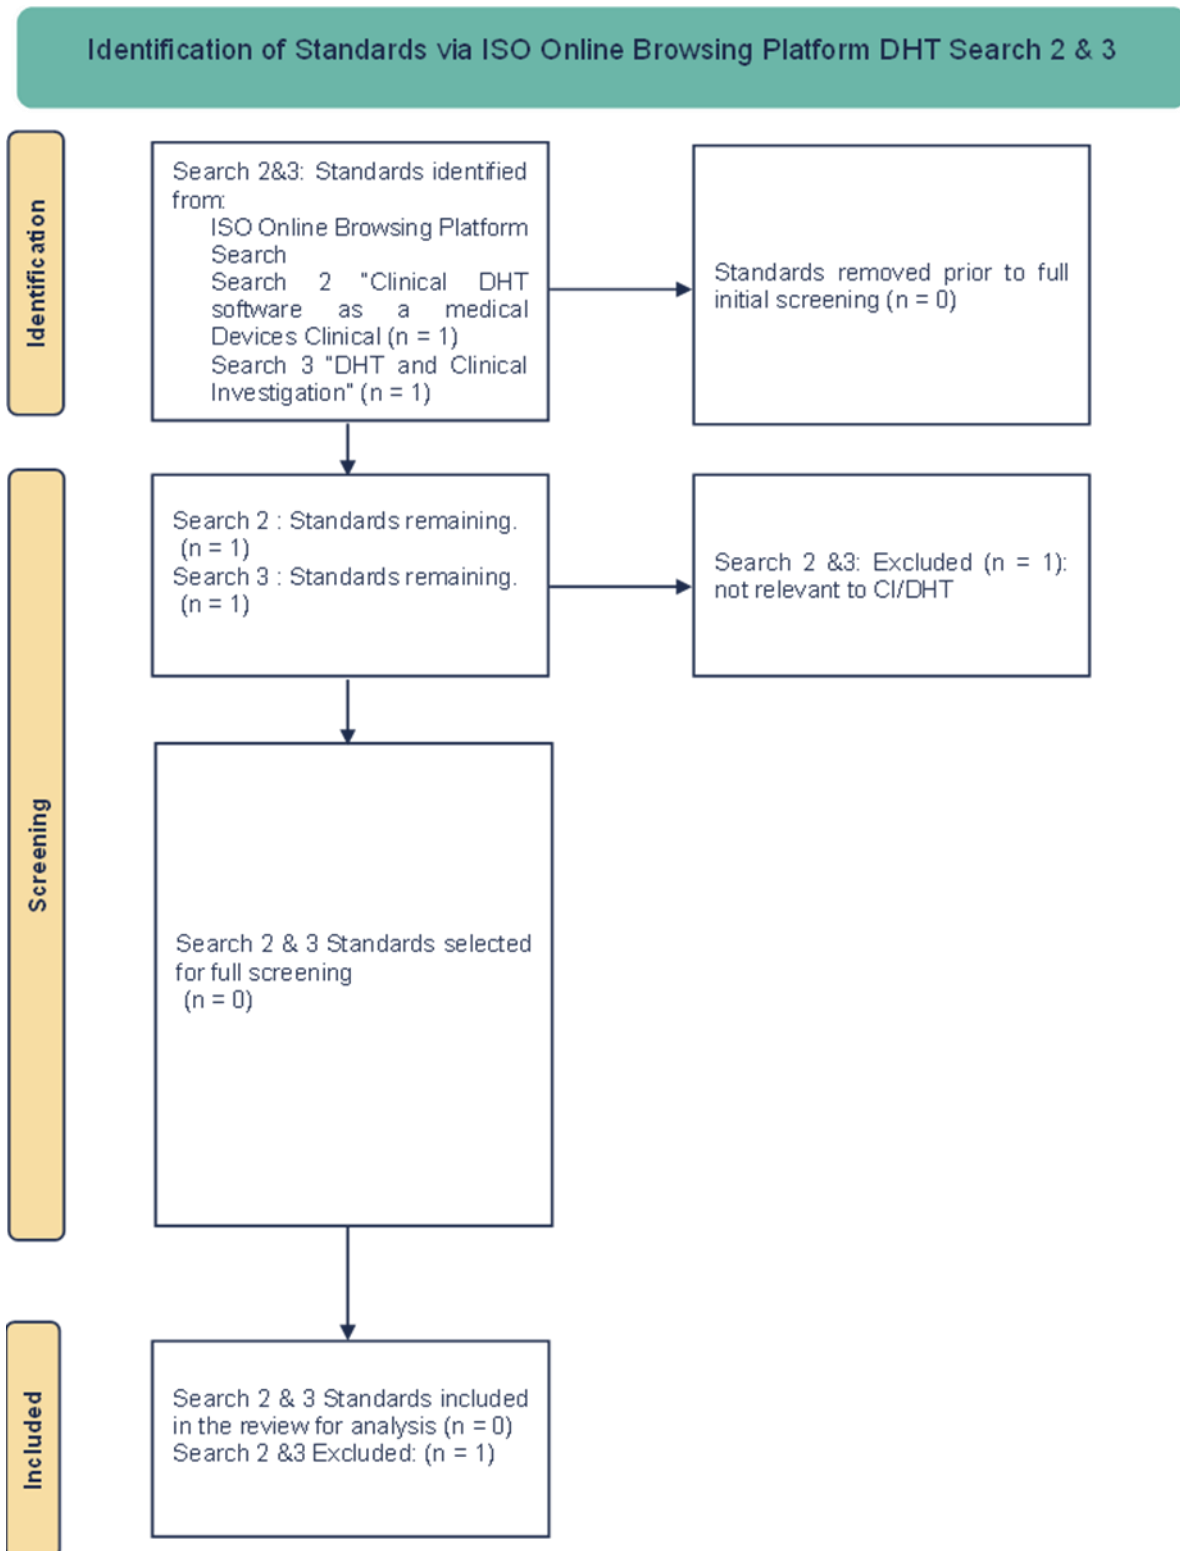 Identification of Standards via ISO Online Browsing Platform DHT Search 2 & 3
Identification
Search 2&3: Standards identified
from:
ISO Online Browsing Platform
Search
Search 2 "Clinical DHT
software as a medical
Devices Clinical (n = 1)
Search 3 "DHT and Clinical
Investigation" (n = 1)
Standards removed prior to full
initial screening (n = 0)
Screening
Search 2 : Standards remaining.
(n = 1)
Search 3 : Standards remaining.
(n = 1)
Search 2 &3: Excluded (n = 1):
not relevant to CI/DHT
Search 2 & 3 Standards selected
for full screening
(n = 0)
Included
Search 2 & 3 Standards included
in the review for analysis (n = 0)
Search 2 &3 Excluded: (n = 1)